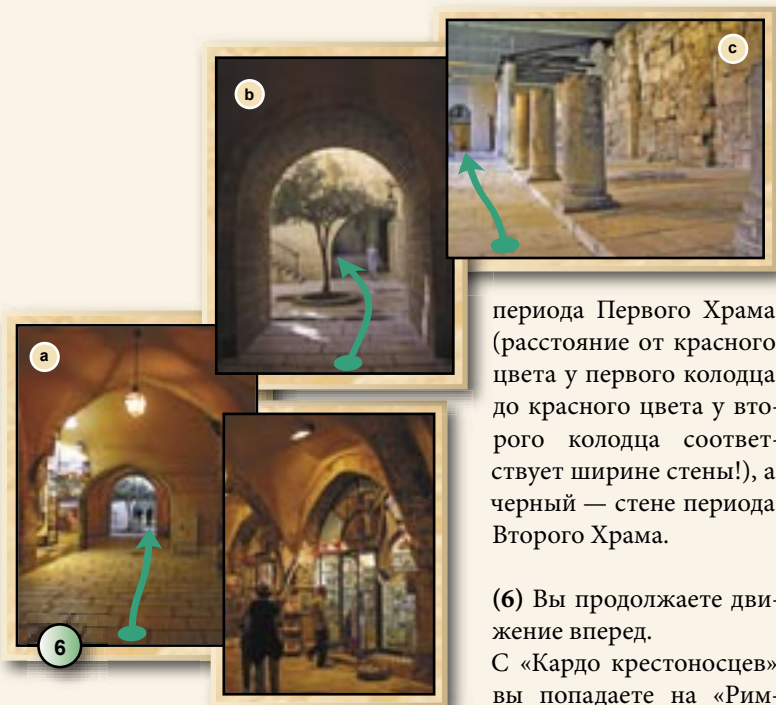 c
b
a
6
периода Первого Храма
(расстояние от красного
цвета у первого колодца
до красного цвета у вто-
рого колодца соответ-
ствует ширине стены!), а
черный — стене периода
Второго Храма.
(6) Вы продолжаете дви-
жение вперед.
С «Кардо крестоносцев»
вы попадаете на «Рим-